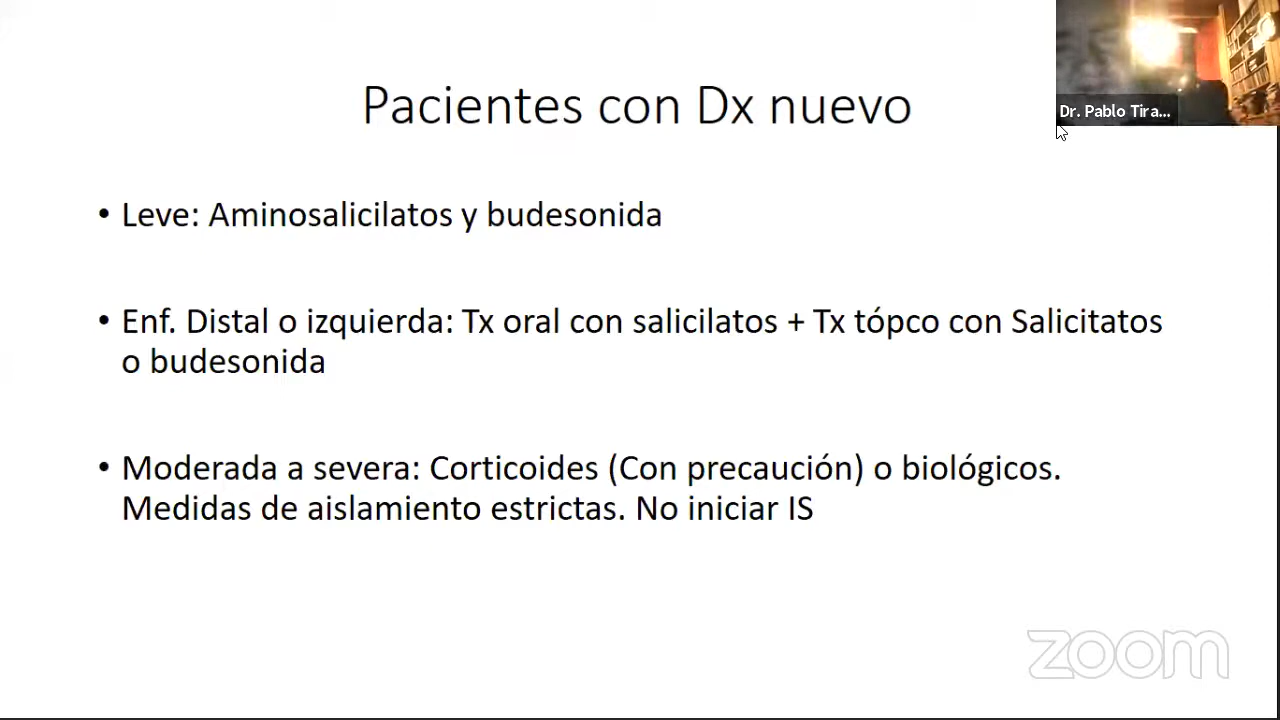 Pacientes con Dx nuevo
Dr. Pablo Tira...
• Leve: Aminosalicilatos y budesonida
• Enf. Distal o izquierda: Tx oral con salicilatos + Tx tópco con Salicitatos
o budesonida
• Moderada a severa: Corticoides (Con precaución) o biológicos.
Medidas de aislamiento estrictas. No iniciar IS
zoom